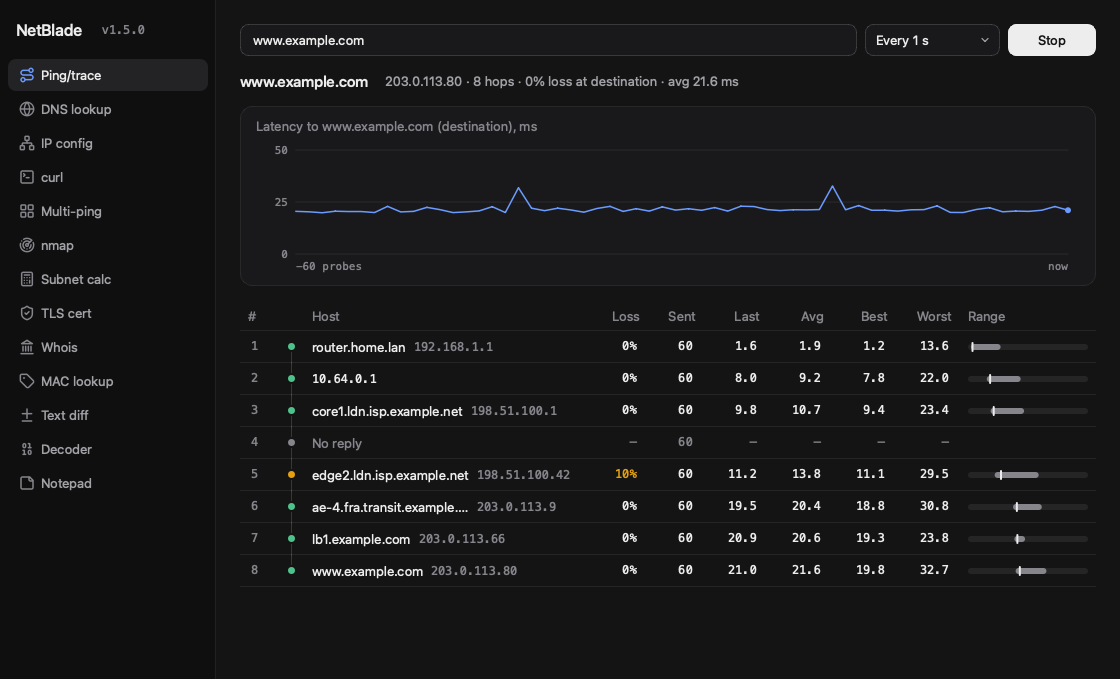 NetBlade v1.5.0
Ping/trace
DNS lookup
IP config
curl
Multi-ping
nmap
Subnet calc
TLS cert
Whois
MAC lookup
Text diff
Decoder
Notepad
www.example.com Every 1 s Stop
www.example.com 203.0.113.80 · 8 hops · 0% loss at destination · avg 21.6 ms
Latency to www.example.com (destination), ms
50
25
0
−60 probes now
# Host Loss Sent Last Avg Best Worst Range
1 router.home.lan 192.168.1.1 0% 60 1.6 1.9 1.2 13.6
2 10.64.0.1 0% 60 8.0 9.2 7.8 22.0
3 core1.ldn.isp.example.net 198.51.100.1 0% 60 9.8 10.7 9.4 23.4
4 No reply — 60 — — — —
5 edge2.ldn.isp.example.net 198.51.100.42 10% 60 11.2 13.8 11.1 29.5
6 ae-4.fra.transit.example.... 203.0.113.9 0% 60 19.5 20.4 18.8 30.8
7 lb1.example.com 203.0.113.66 0% 60 20.9 20.6 19.3 23.8
8 www.example.com 203.0.113.80 0% 60 21.0 21.6 19.8 32.7